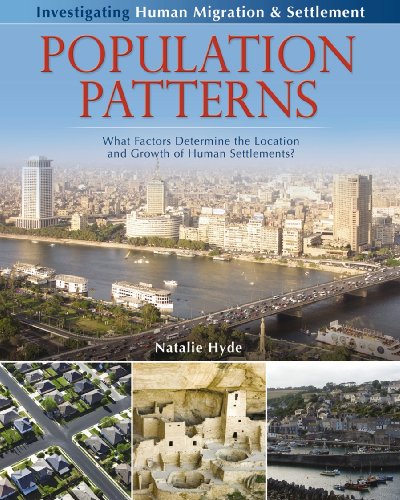 Investigating Human Migration & Settlement
POPULATION
PATTERNS
What Factors Determine the Location
and Growth of Human Settlements?
Natalie Hyde